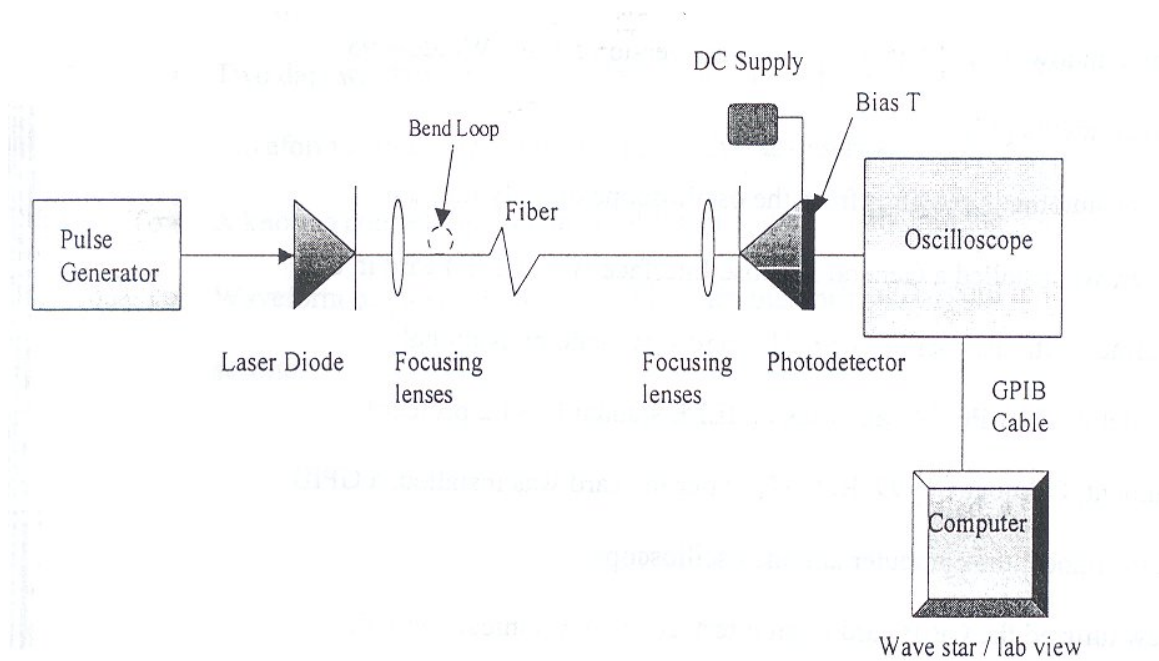 DC Supply
Bias T
Bend Loop
Fiber
Pulse
Generator
Oscilloscope
Laser Diode
Focusing
lenses
Focusing
lenses
Photodetector
GPIB
Cable
Computer
Wave star / lab view